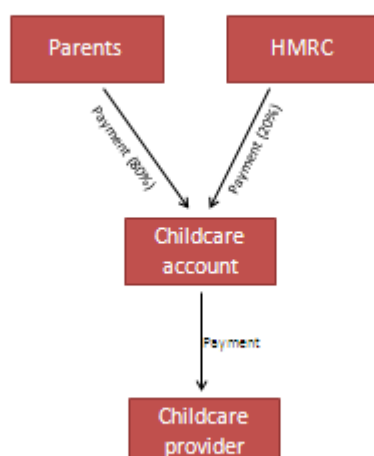 Parents
HMRC
Payment (80%)
Payment (20%)
Childcare
account
Payment
Childcare
provider